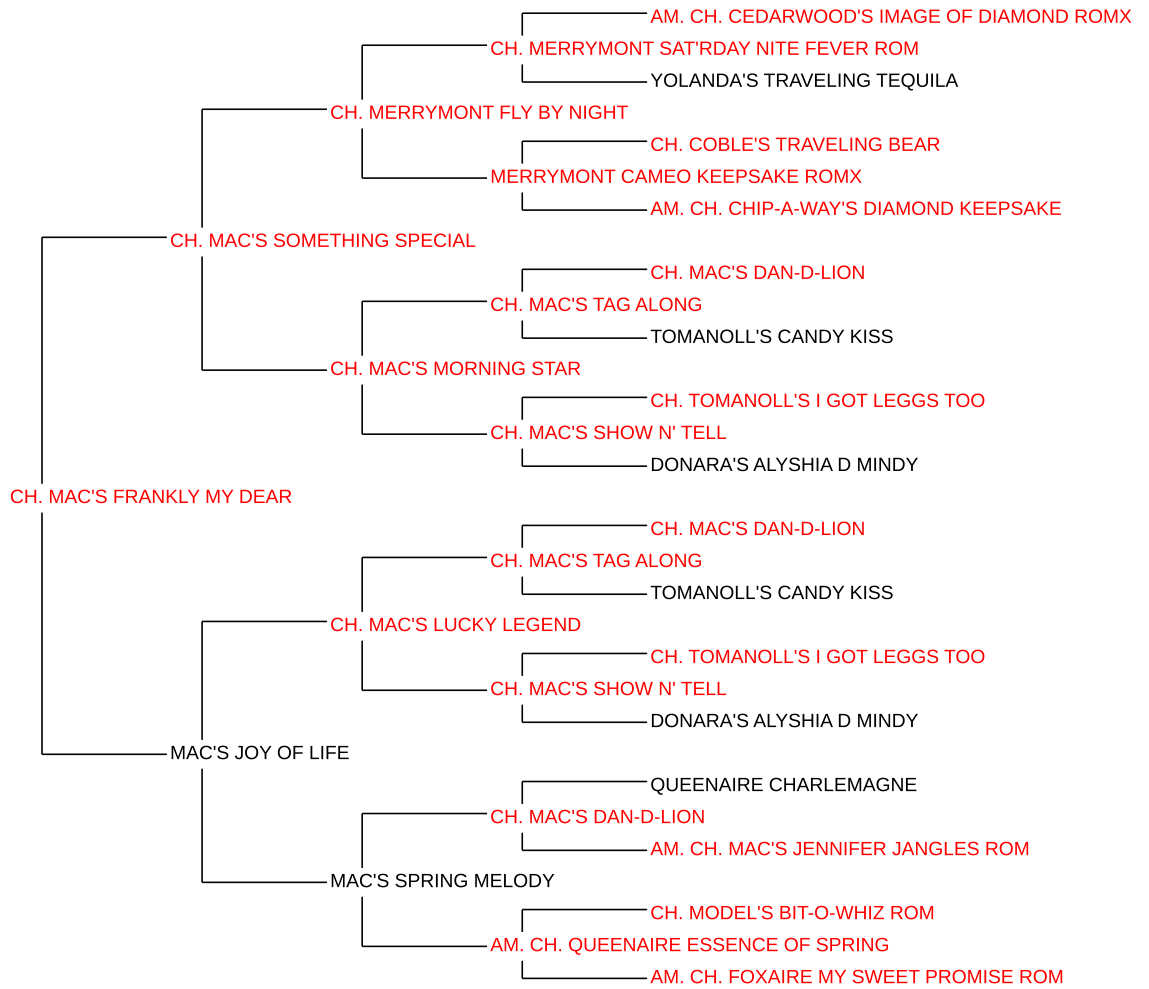 AM. CH. CEDARWOOD'S IMAGE OF DIAMOND ROMX
CH. MERRYMONT SAT'RDAY NITE FEVER ROM
YOLANDA'S TRAVELING TEQUILA
CH. MERRYMONT FLY BY NIGHT
CH. COBLE'S TRAVELING BEAR
MERRYMONT CAMEO KEEPSAKE ROMX
AM. CH. CHIP-A-WAY'S DIAMOND KEEPSAKE
CH. MAC'S SOMETHING SPECIAL
CH. MAC'S DAN-D-LION
CH. MAC'S TAG ALONG
TOMANOLL'S CANDY KISS
CH. MAC'S MORNING STAR
CH. TOMANOLL'S I GOT LEGGS TOO
CH. MAC'S SHOW N' TELL
DONARA'S ALYSHIA D MINDY
CH. MAC'S FRANKLY MY DEAR
CH. MAC'S DAN-D-LION
CH. MAC'S TAG ALONG
TOMANOLL'S CANDY KISS
CH. MAC'S LUCKY LEGEND
CH. TOMANOLL'S I GOT LEGGS TOO
CH. MAC'S SHOW N' TELL
DONARA'S ALYSHIA D MINDY
MAC'S JOY OF LIFE
QUEENAIRE CHARLEMAGNE
CH. MAC'S DAN-D-LION
AM. CH. MAC'S JENNIFER JANGLES ROM
MAC'S SPRING MELODY
CH. MODEL'S BIT-O-WHIZ ROM
AM. CH. QUEENAIRE ESSENCE OF SPRING
AM. CH. FOXAIRE MY SWEET PROMISE ROM